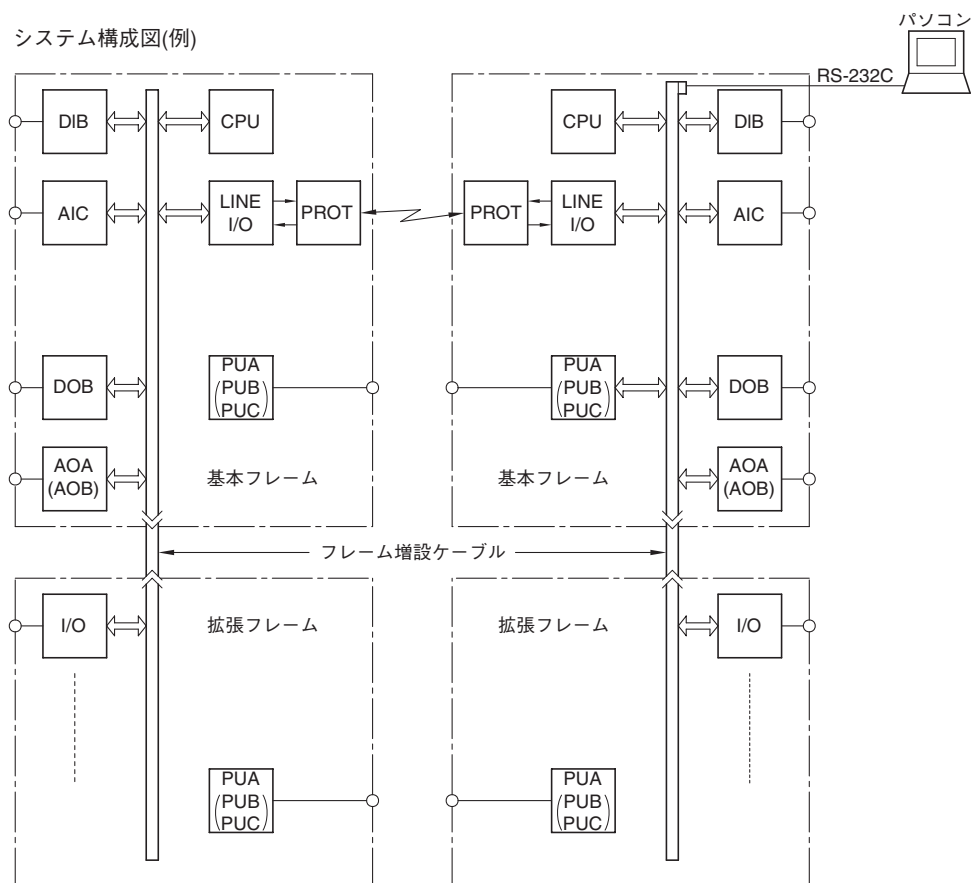 システム構成図(例)
パソコン
RS-232C
DIB
CPU
CPU
DIB
AIC
LINE
I/O
PROT
PROT
LINE
I/O
AIC
DOB
PUA
(PUB
PUC)
PUA
(PUB
PUC)
DOB
AOA
(AOB)
基本フレーム
基本フレーム
AOA
(AOB)
フレーム増設ケーブル
I/O
拡張フレーム
拡張フレーム
I/O
PUA
(PUB
PUC)
PUA
(PUB
PUC)